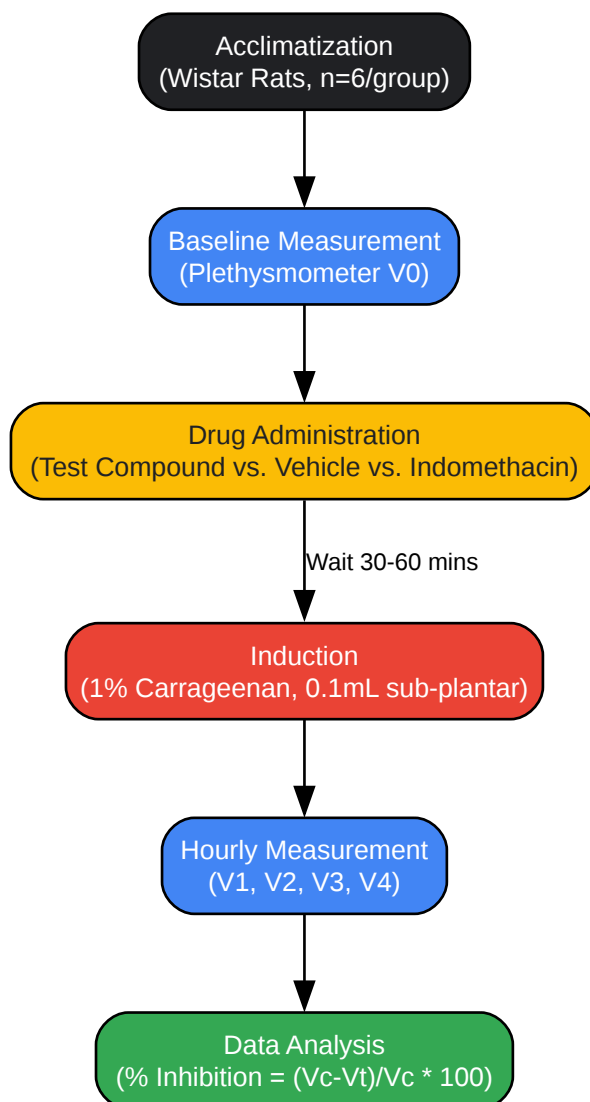 Acclimatization
(Wistar Rats, n=6/group)
Baseline Measurement
(Plethysmometer V0)
Drug Administration
(Test Compound vs. Vehicle vs. Indomethacin)
Wait 30-60 mins
Induction
(1% Carrageenan, 0.1mL sub-plantar)
Hourly Measurement
(V1, V2, V3, V4)
Data Analysis
(% Inhibition = (Vc-Vt)/Vc * 100)